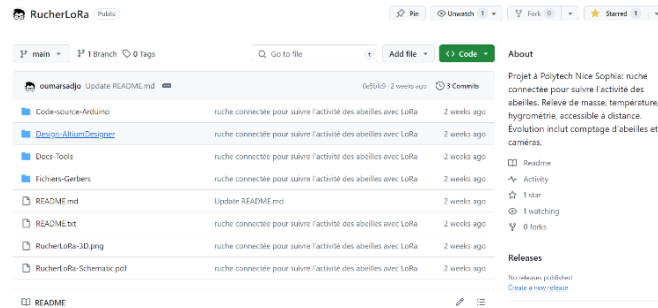 RucherLoRa Public
Pin Unwatch 1 Fork 0 Starred 1
main 1 Branch 0 Tags Go to file t Add file Code
oumarsadjo Update README.md 0e5blc9 · 2 weeks ago 3 Commits
Code-source-Arduino ruche connectée pour suivre l'activité des abeilles avec LoRa 2 weeks ago
Design-AltiumDesigner ruche connectée pour suivre l'activité des abeilles avec LoRa 2 weeks ago
Docs-Tools ruche connectée pour suivre l'activité des abeilles avec LoRa 2 weeks ago
Fichiers-Gerbers ruche connectée pour suivre l'activité des abeilles avec LoRa 2 weeks ago
README.md Update README.md 2 weeks ago
README.txt ruche connectée pour suivre l'activité des abeilles avec LoRa 2 weeks ago
RucherLoRa-3D.png ruche connectée pour suivre l'activité des abeilles avec LoRa 2 weeks ago
RucherLoRa-Schematic.pdf ruche connectée pour suivre l'activité des abeilles avec LoRa 2 weeks ago
README
About
Projet à Polytech Nice Sophia: ruche
connectée pour suivre l'activité des
abeilles. Relevé de masse, température,
hygrométrie, accessible à distance.
Évolution inclut comptage d'abeilles et
caméras.
Readme
Activity
1 star
1 watching
0 forks
Releases
No releases published
Create a new release